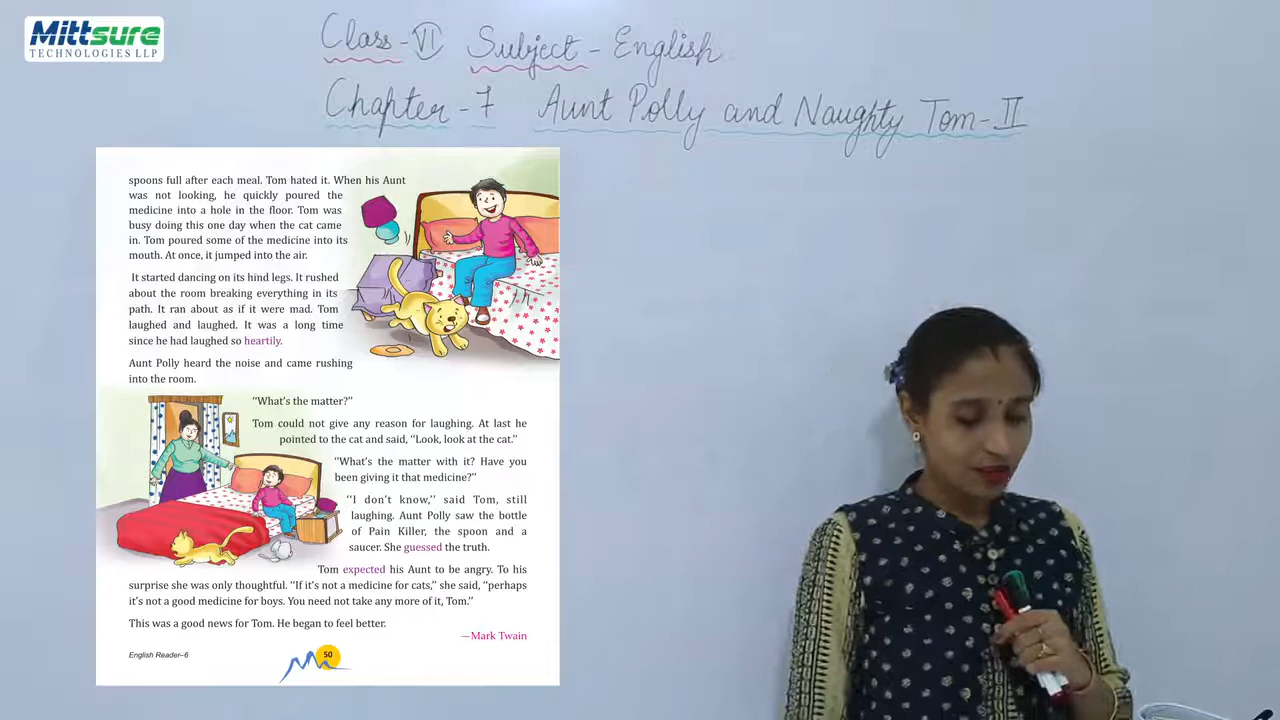 Mittsure
TECHNOLOGIES LLP
Class - VI Subject - English
Chapter - 7 Aunt Polly and Naughty Tom - II
spoons full after each meal. Tom hated it. When his Aunt
was not looking, he quickly poured the
medicine into a hole in the floor. Tom was
busy doing this one day when the cat came
in. Tom poured some of the medicine into its
mouth. At once, it jumped into the air.
It started dancing on its hind legs. It rushed
about the room breaking everything in its
path. It ran about as if it were mad. Tom
laughed and laughed. It was a long time
since he had laughed so heartily.
Aunt Polly heard the noise and came rushing
into the room.
‘‘What’s the matter?’’
Tom could not give any reason for laughing. At last he
pointed to the cat and said, ‘‘Look, look at the cat.’’
‘‘What’s the matter with it? Have you
been giving it that medicine?’’
‘‘I don’t know,’’ said Tom, still
laughing. Aunt Polly saw the bottle
of Pain Killer, the spoon and a
saucer. She guessed the truth.
Tom expected his Aunt to be angry. To his
surprise she was only thoughtful. ‘‘If it’s not a medicine for cats,’’ she said, ‘‘perhaps
it’s not a good medicine for boys. You need not take any more of it, Tom.’’
This was a good news for Tom. He began to feel better.
—Mark Twain
English Reader–6
50